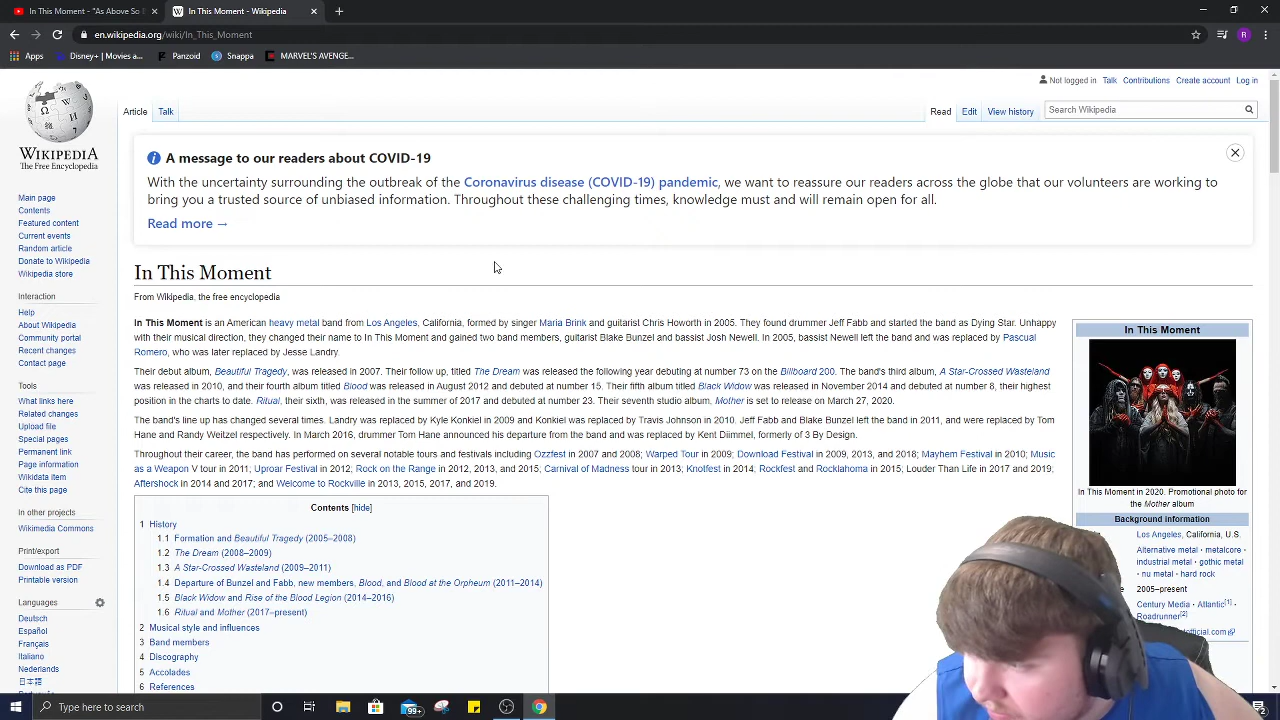 In This Moment - "As Above So
In This Moment - Wikipedia
en.wikipedia.org/wiki/In_This_Moment
R
Apps
Disney+ | Movies a...
Panzoid
Snappa
MARVEL'S AVENGE...
Not logged in Talk Contributions Create account Log in
Article Talk
Read Edit View history
Search Wikipedia
WIKIPEDIA
The Free Encyclopedia
Main page
Contents
Featured content
Current events
Random article
Donate to Wikipedia
Wikipedia store
Interaction
Help
About Wikipedia
Community portal
Recent changes
Contact page
Tools
What links here
Related changes
Upload file
Special pages
Permanent link
Page information
Wikidata item
Cite this page
In other projects
Wikimedia Commons
Print/export
Download as PDF
Printable version
Languages
Deutsch
Español
Français
Italiano
Nederlands
日本語
A message to our readers about COVID-19
With the uncertainty surrounding the outbreak of the Coronavirus disease (COVID-19) pandemic, we want to reassure our readers across the globe that our volunteers are working to
bring you a trusted source of unbiased information. Throughout these challenging times, knowledge must and will remain open for all.
Read more →
In This Moment
From Wikipedia, the free encyclopedia
In This Moment is an American heavy metal band from Los Angeles, California, formed by singer Maria Brink and guitarist Chris Howorth in 2005. They found drummer Jeff Fabb and started the band as Dying Star. Unhappy
with their musical direction, they changed their name to In This Moment and gained two band members, guitarist Blake Bunzel and bassist Josh Newell. In 2005, bassist Newell left the band and was replaced by Pascual
Romero, who was later replaced by Jesse Landry.
Their debut album, Beautiful Tragedy, was released in 2007. Their follow up, titled The Dream was released the following year debuting at number 73 on the Billboard 200. The band's third album, A Star-Crossed Wasteland
was released in 2010, and their fourth album titled Blood was released in August 2012 and debuted at number 15. Their fifth album titled Black Widow was released in November 2014 and debuted at number 8, their highest
position in the charts to date. Ritual, their sixth, was released in the summer of 2017 and debuted at number 23. Their seventh studio album, Mother is set to release on March 27, 2020.
The band's line up has changed several times. Landry was replaced by Kyle Konkiel in 2009 and Konkiel was replaced by Travis Johnson in 2010. Jeff Fabb and Blake Bunzel left the band in 2011, and were replaced by Tom
Hane and Randy Weitzel respectively. In March 2016, drummer Tom Hane announced his departure from the band and was replaced by Kent Diimmel, formerly of 3 By Design.
Throughout their career, the band has performed on several notable tours and festivals including Ozzfest in 2007 and 2008; Warped Tour in 2009; Download Festival in 2009, 2013, and 2018; Mayhem Festival in 2010; Music
as a Weapon V tour in 2011; Uproar Festival in 2012; Rock on the Range in 2012, 2013, and 2015; Carnival of Madness tour in 2013; Knotfest in 2014, Rockfest and Rocklahoma in 2015; Louder Than Life in 2017 and 2019;
Aftershock in 2014 and 2017; and Welcome to Rockville in 2013, 2015, 2017, and 2019.
Contents [hide]
1 History
1.1 Formation and Beautiful Tragedy (2005–2008)
1.2 The Dream (2008–2009)
1.3 A Star-Crossed Wasteland (2009–2011)
1.4 Departure of Bunzel and Fabb, new members, Blood, and Blood at the Orpheum (2011–2014)
1.5 Black Widow and Rise of the Blood Legion (2014–2016)
1.6 Ritual and Mother (2017–present)
2 Musical style and influences
3 Band members
4 Discography
5 Accolades
6 References
In This Moment
In This Moment in 2020. Promotional photo for
the Mother album
Background information
Los Angeles, California, U.S.
Alternative metal · metalcore ·
industrial metal · gothic metal
· nu metal · hard rock
2005–present
Century Media · Atlantic[1] ·
Roadrunner[2]
official.com
Type here to search
99+